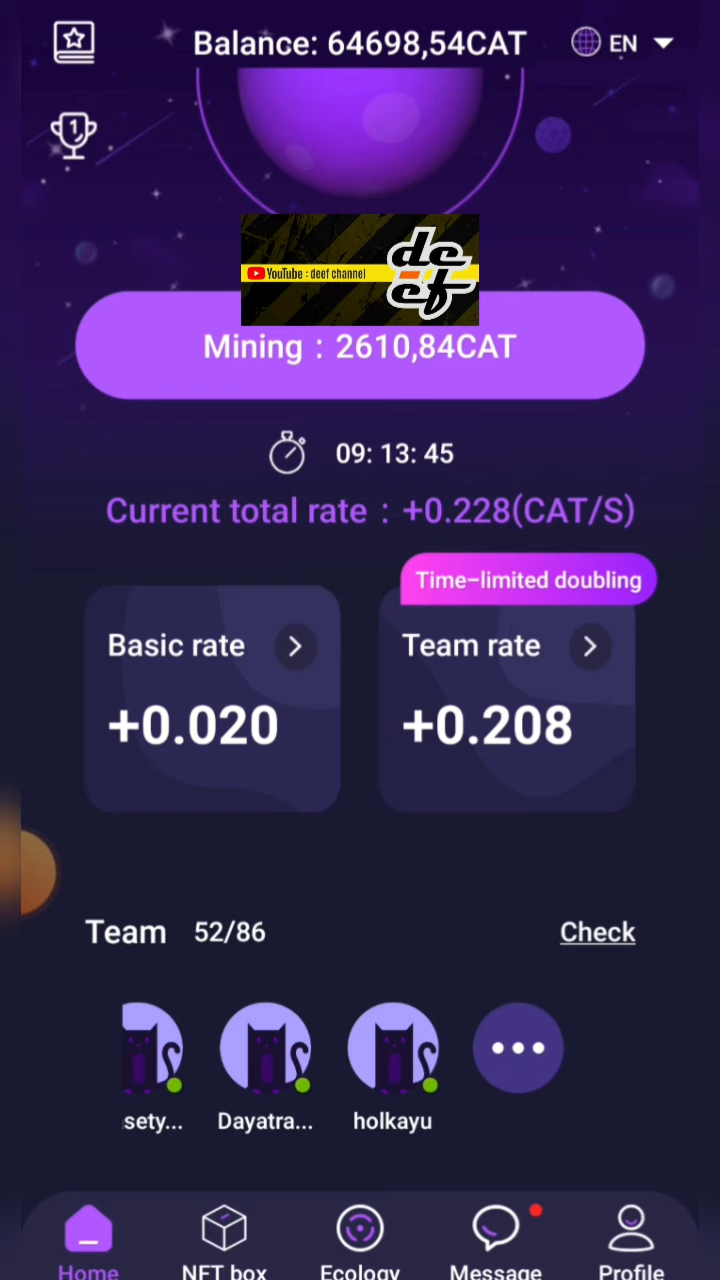 Balance: 64698,54CAT
EN
1
YouTube : deef channel
de
ef
Mining : 2610,84CAT
09: 13: 45
Current total rate : +0.228(CAT/S)
Time-limited doubling
Basic rate
Team rate
+0.020
+0.208
Team 52/86
Check
sety...
Dayatra...
holkayu
Home
NFT box
Ecology
Message
Profile